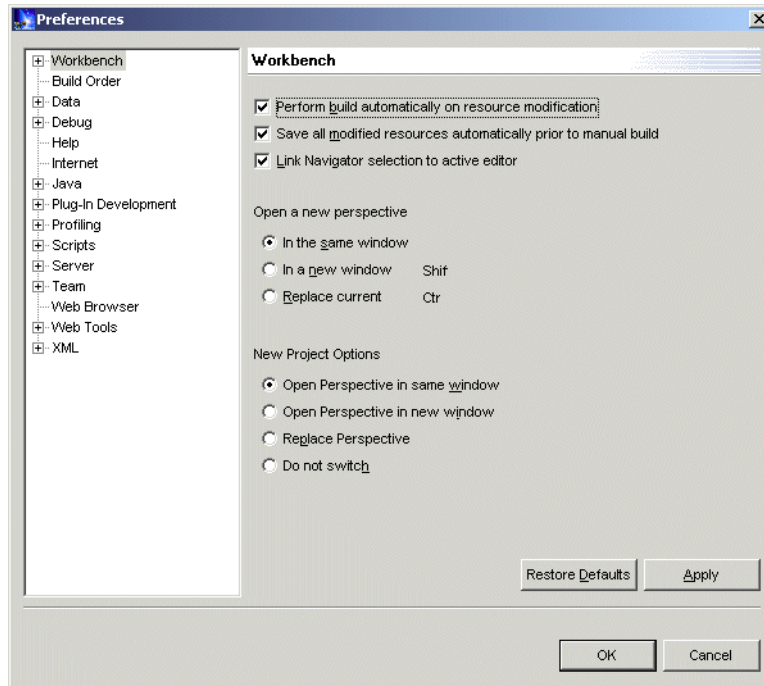 Preferences
Workbench
Build Order
Data
Debug
Help
Internet
Java
Plug-In Development
Profiling
Scripts
Server
Team
Web Browser
Web Tools
XML
Workbench
Perform build automatically on resource modification
Save all modified resources automatically prior to manual build
Link Navigator selection to active editor
Open a new perspective
In the same window
In a new window Shif
Replace current Ctr
New Project Options
Open Perspective in same window
Open Perspective in new window
Replace Perspective
Do not switch
Restore Defaults Apply
OK Cancel